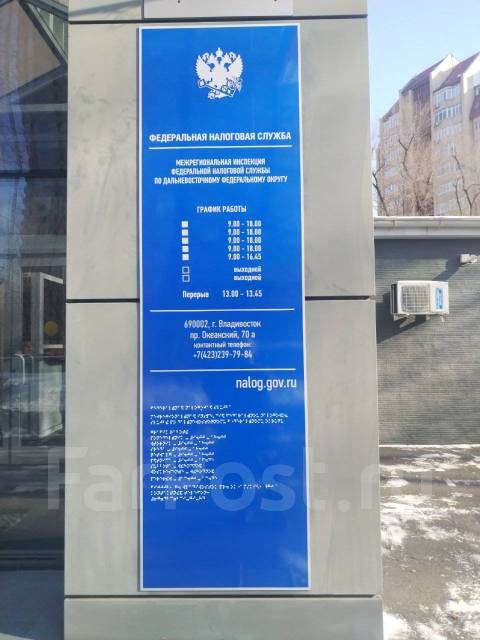 ФЕДЕРАЛЬНАЯ НАЛОГОВАЯ СЛУЖБА
МЕЖРЕГИОНАЛЬНАЯ ИНСПЕКЦИЯ
ФЕДЕРАЛЬНОЙ НАЛОГОВОЙ СЛУЖБЫ
ПО ДАЛЬНЕВОСТОЧНОМУ ФЕДЕРАЛЬНОМУ ОКРУГУ
ГРАФИК РАБОТЫ
9.00 - 18.00
9.00 - 18.00
9.00 - 18.00
9.00 - 18.00
9.00 - 16.45
выходной
выходной
Перерыв 13.00 - 13.45
690002, г. Владивосток
пр. Океанский, 70 а
контактный телефон:
+7(423)239-79-84
nalog.gov.ru